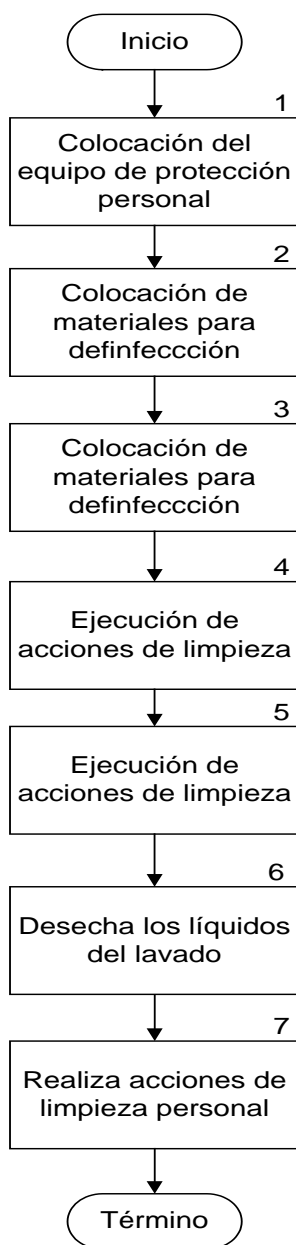 Inicio
1
Colocación del
equipo de protección
personal
2
Colocación de
materiales para
definfeccción
3
Colocación de
materiales para
definfeccción
4
Ejecución de
acciones de limpieza
5
Ejecución de
acciones de limpieza
6
Desecha los líquidos
del lavado
7
Realiza acciones de
limpieza personal
Término